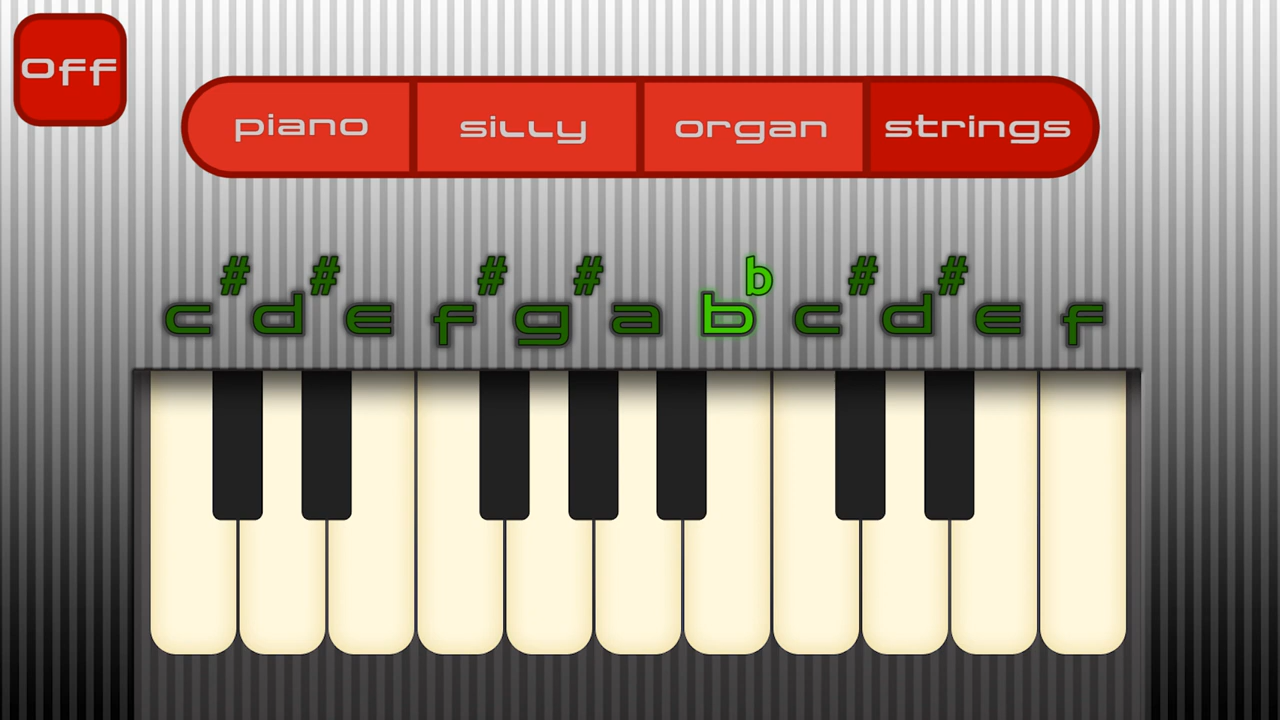 Off
piano silly organ strings
c# d# e f# g# a b♭ c# d# e f